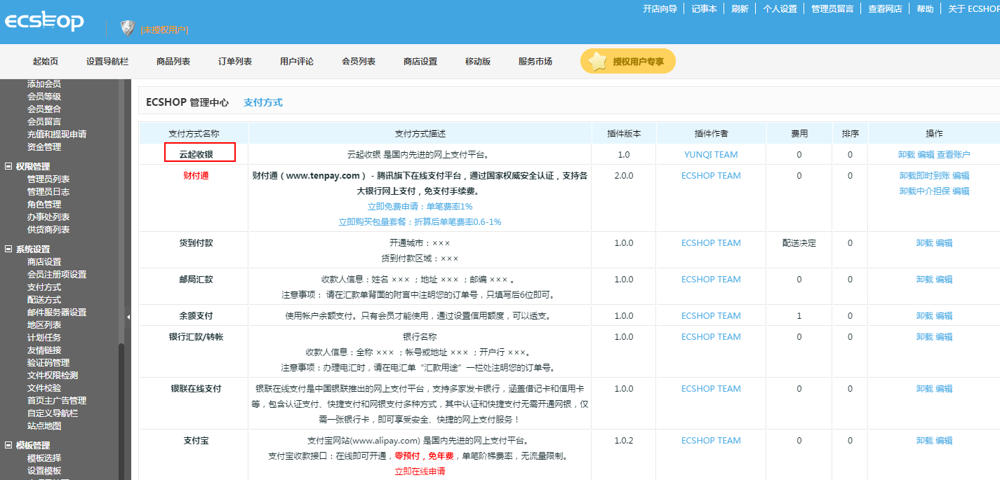 开店向导 记事本 刷新 个人设置 管理员留言 查看网店 帮助 关于 ECSHOP
ecshop
[未授权用户]
起始页 设置导航栏 商品列表 订单列表 用户评论 会员列表 商店设置 移动版 服务市场 授权用户专享
添加会员
会员等级
会员整合
会员留言
充值和提现申请
资金管理
权限管理
管理员列表
管理员日志
角色管理
办事处列表
供货商列表
系统设置
商店设置
会员注册项设置
支付方式
配送方式
邮件服务器设置
地区列表
计划任务
友情链接
验证码管理
文件权限检测
文件校验
首页主广告管理
自定义导航栏
站点地图
模板管理
模板选择
设置模板
ECSHOP 管理中心 支付方式
支付方式名称 支付方式描述 插件版本 插件作者 费用 排序 操作
云起收银 云起收银 是国内先进的网上支付平台。 1.0 YUNQI TEAM 0 0 卸载 编辑 查看账户
财付通 财付通（www.tenpay.com） - 腾讯旗下在线支付平台，通过国家权威安全认证，支持各 2.0.0 ECSHOP TEAM 0 0 卸载即时到账 编辑
大银行网上支付，免支付手续费。 卸载中介担保 编辑
立即免费申请：单笔费率1%
立即购买包量套餐：折算后单笔费率0.6-1%
货到付款 开通城市：××× 1.0.0 ECSHOP TEAM 配送决定 0 卸载 编辑
货到付款区域：×××
邮局汇款 收款人信息：姓名 ××× ；地址 ××× ；邮编 ××× 。 1.0.0 ECSHOP TEAM 0 0 卸载 编辑
注意事项： 请在汇款单背面的附言中注明您的订单号，只填写后6位即可。
余额支付 使用帐户余额支付。只有会员才能使用，通过设置信用额度，可以透支。 1.0.0 ECSHOP TEAM 1 0 卸载 编辑
银行汇款/转帐 银行名称 1.0.0 ECSHOP TEAM 0 0 卸载 编辑
收款人信息：全称 ××× ；帐号或地址 ××× ；开户行 ×××。
注意事项：办理电汇时，请在电汇单“汇款用途”一栏处注明您的订单号。
银联在线支付 银联在线支付是中国银联推出的网上支付平台，支持多家发卡银行，涵盖借记卡和信用卡 1.0.0 ECSHOP TEAM 0 0 卸载 编辑
等，包含认证支付、快捷支付和网银支付多种方式，其中认证和快捷支付无需开通网银，仅
需一张银行卡，即可享受安全、快捷的网上支付服务！
支付宝 支付宝网站(www.alipay.com) 是国内先进的网上支付平台。 1.0.2 ECSHOP TEAM 0 0 卸载 编辑
支付宝收款接口：在线即可开通，零预付，免年费，单笔阶梯费率，无流量限制。
立即在线申请